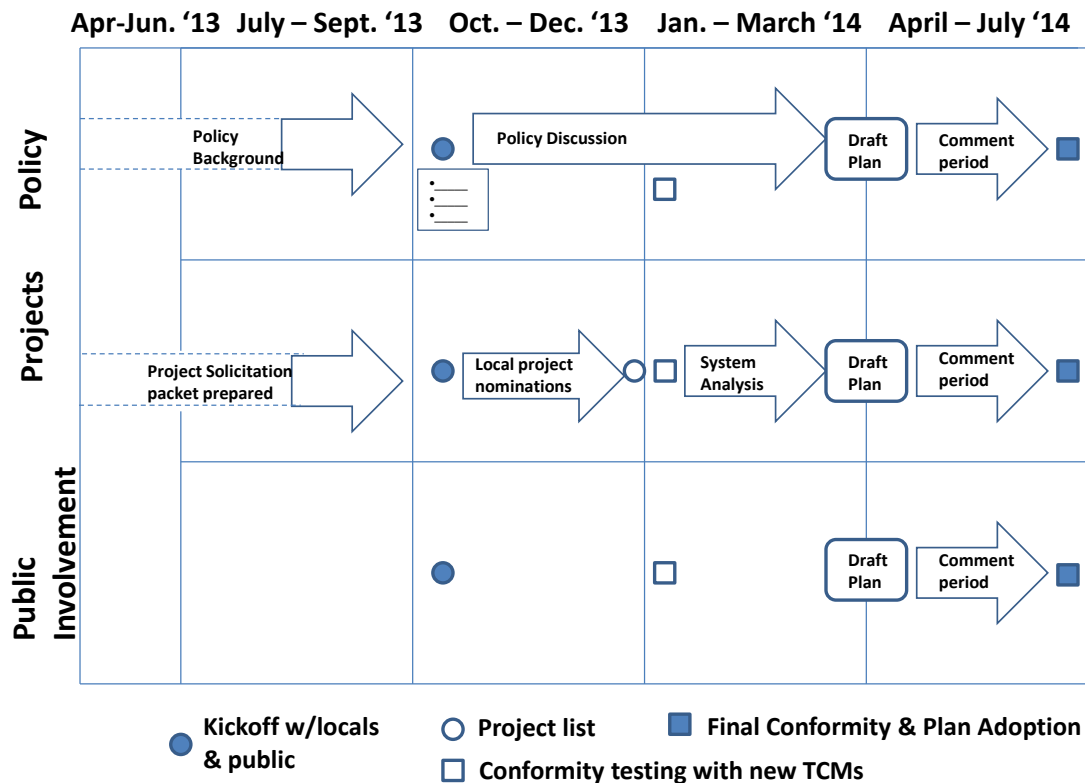 Apr-Jun. ‘13 July – Sept. ‘13 Oct. – Dec. ‘13 Jan. – March ‘14 April – July ‘14
Policy
Policy
Background
Policy Discussion
Draft
Plan
Comment
period
Projects
Project Solicitation
packet prepared
Local project
nominations
System
Analysis
Draft
Plan
Comment
period
Public
Involvement
Draft
Plan
Comment
period
Kickoff w/locals
& public
Project list
Final Conformity & Plan Adoption
Conformity testing with new TCMs